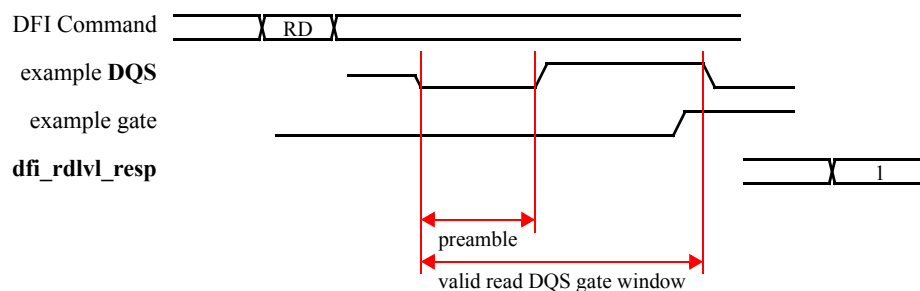 DFI Command
RD
example DQS
example gate
dfi_rdlvl_resp
1
preamble
valid read DQS gate window